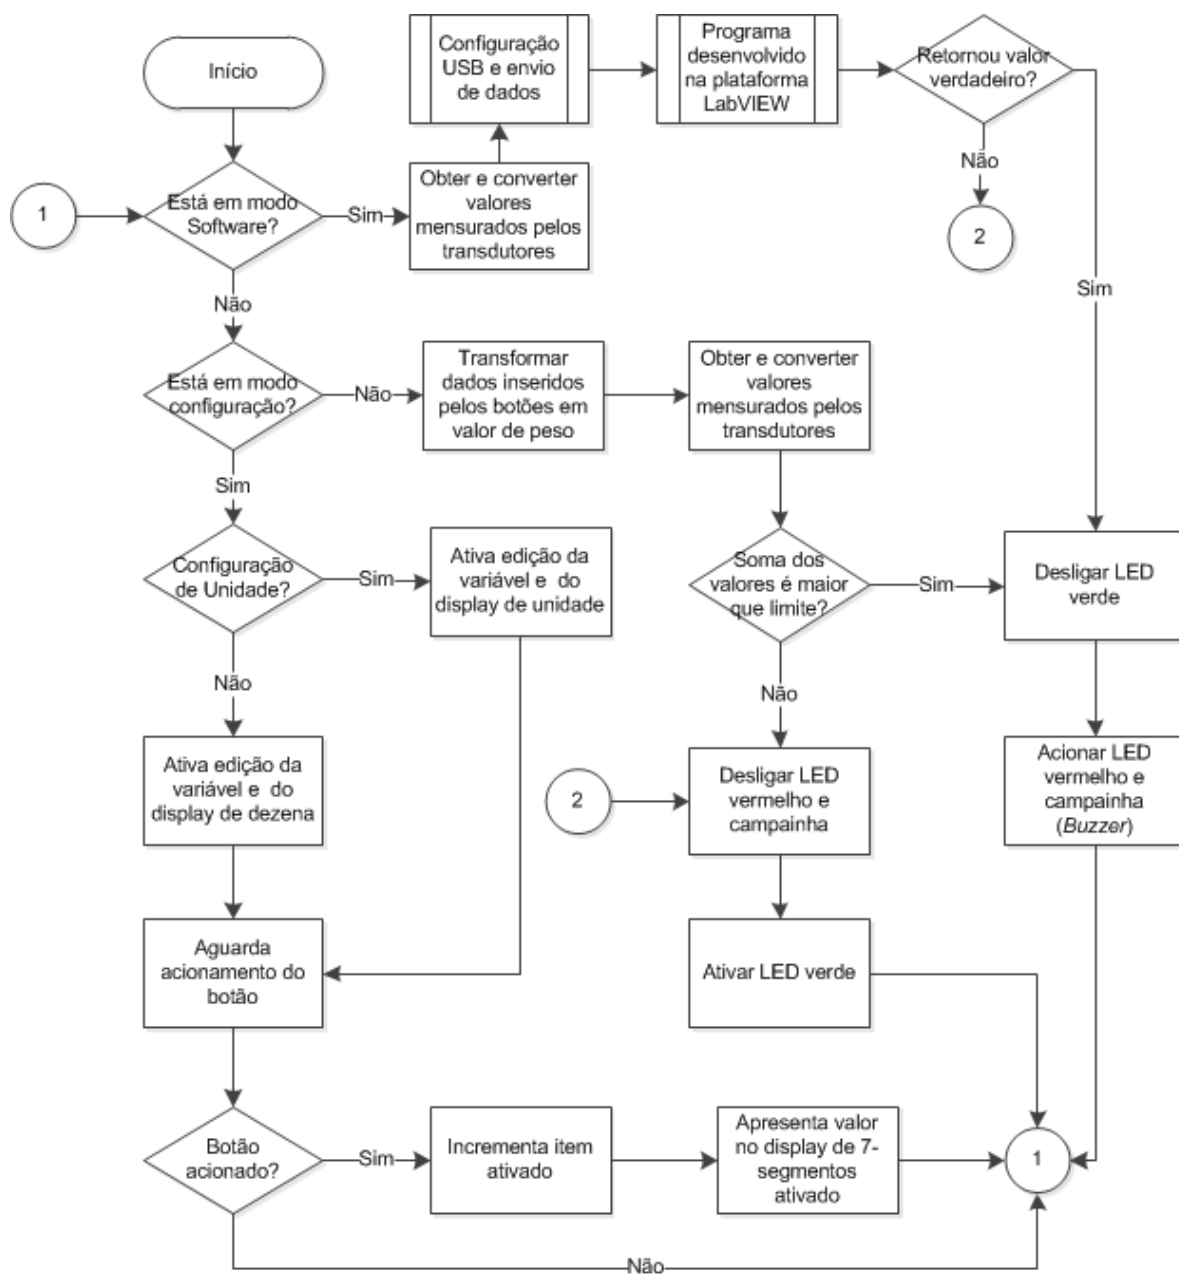 Início
Configuração
USB e envio
de dados
Programa
desenvolvido
na plataforma
LabVIEW
Retornou valor
verdadeiro?
1
Está em modo
Software?
Sim
Obter e converter
valores
mensurados pelos
transdutores
Não
2
Sim
Não
Está em modo
configuração?
Não
Transformar
dados inseridos
pelos botões em
valor de peso
Obter e converter
valores
mensurados pelos
transdutores
Sim
Configuração
de Unidade?
Sim
Ativa edição da
variável e do
display de unidade
Soma dos
valores é maior
que limite?
Sim
Desligar LED
verde
Não
Não
Ativa edição da
variável e do
display de dezena
2
Desligar LED
vermelho e
campainha
Acionar LED
vermelho e
campainha
(Buzzer)
Aguarda
acionamento do
botão
Ativar LED verde
Botão
acionado?
Sim
Incrementa item
ativado
Apresenta valor
no display de 7-
segmentos
ativado
1
Não